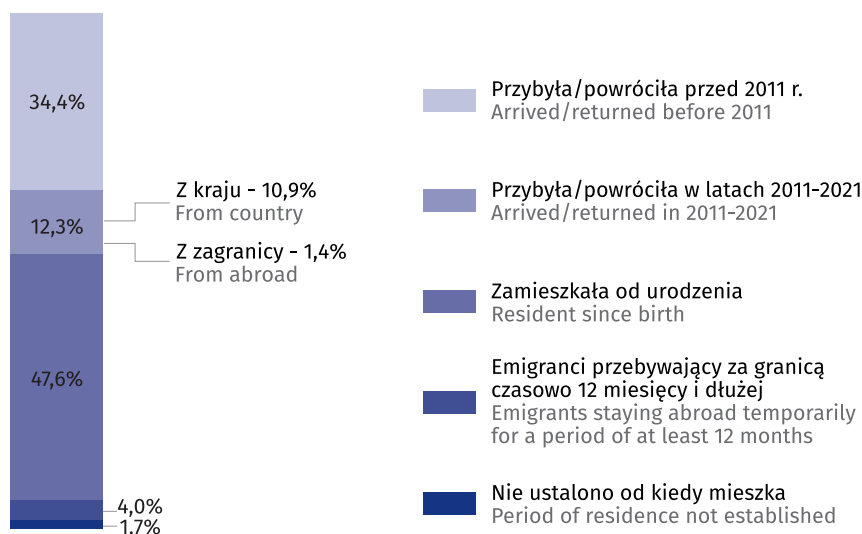 34,4%
12,3%
47,6%
4,0%
1,7%
Z kraju - 10,9%
From country
Z zagranicy - 1,4%
From abroad
Przybyła/powróciła przed 2011 r.
Arrived/returned before 2011
Przybyła/powróciła w latach 2011-2021
Arrived/returned in 2011-2021
Zamieszkała od urodzenia
Resident since birth
Emigranci przebywający za granicą
czasowo 12 miesięcy i dłużej
Emigrants staying abroad temporarily
for a period of at least 12 months
Nie ustalono od kiedy mieszka
Period of residence not established